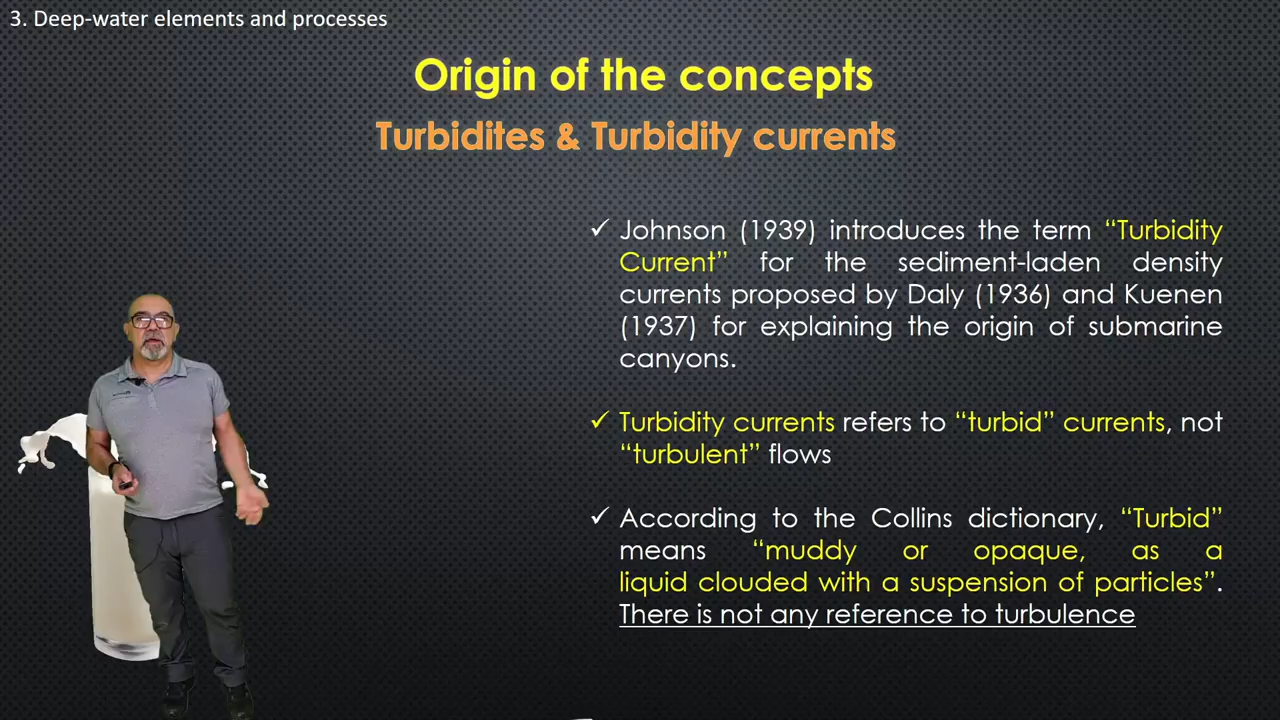 3. Deep-water elements and processes
Origin of the concepts
Turbidites & Turbidity currents
✓ Johnson (1939) introduces the term “Turbidity
Current” for the sediment-laden density
currents proposed by Daly (1936) and Kuenen
(1937) for explaining the origin of submarine
canyons.
✓ Turbidity currents refers to “turbid” currents, not
“turbulent” flows
✓ According to the Collins dictionary, “Turbid”
means “muddy or opaque, as a
liquid clouded with a suspension of particles”.
There is not any reference to turbulence